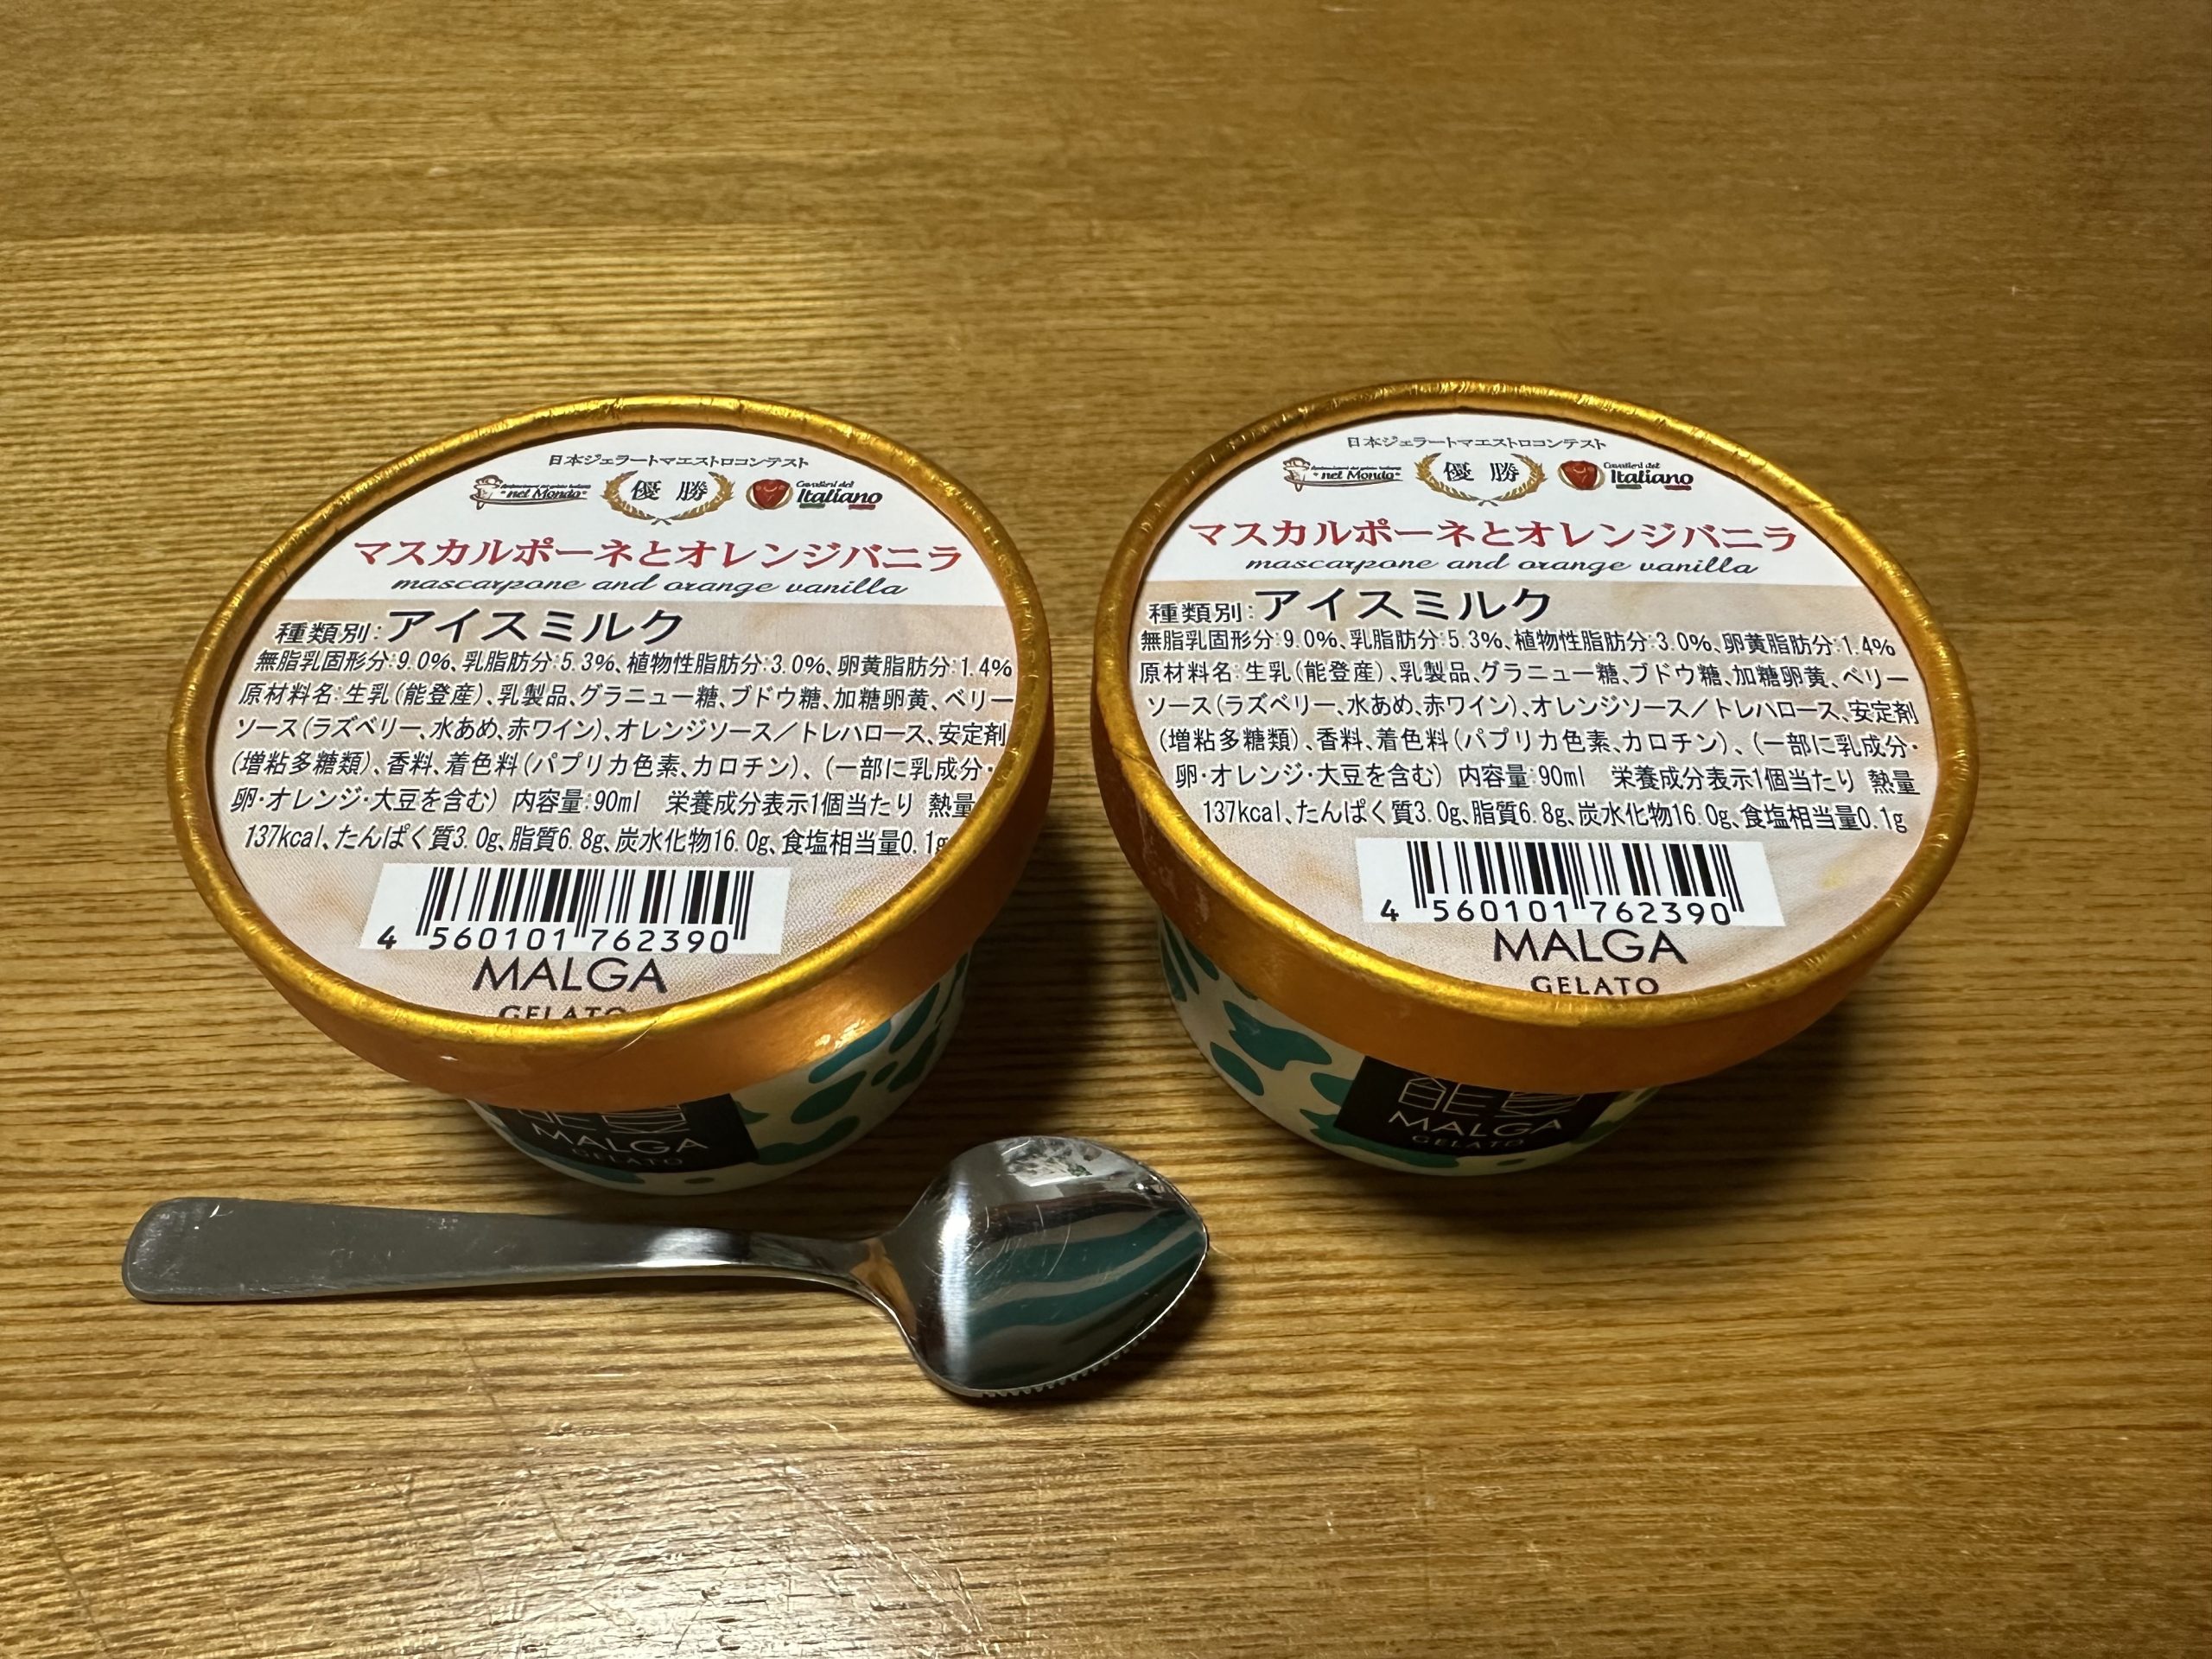 日本ジェラートマエストロコンテスト
nel Mondo 優勝 Cavalieri del Italiano
マスカルポーネとオレンジバニラ
mascarpone and orange vanilla
種類別:アイスミルク
無脂乳固形分:9.0%、乳脂肪分:5.3%、植物性脂肪分:3.0%、卵黄脂肪分:1.4%
原材料名:生乳(能登産)、乳製品、グラニュー糖、ブドウ糖、加糖卵黄、ベリー
ソース(ラズベリー、水あめ、赤ワイン)、オレンジソース/トレハロース、安定剤
(増粘多糖類)、香料、着色料(パプリカ色素、カロチン)、(一部に乳成分・
卵・オレンジ・大豆を含む) 内容量:90ml 栄養成分表示1個当たり 熱量
137kcal、たんぱく質3.0g、脂質6.8g、炭水化物16.0g、食塩相当量0.1g
4 560101 762390
MALGA
GELATO
MALGA
GELATO
日本ジェラートマエストロコンテスト
nel Mondo 優勝 Cavalieri del Italiano
マスカルポーネとオレンジバニラ
mascarpone and orange vanilla
種類別:アイスミルク
無脂乳固形分:9.0%、乳脂肪分:5.3%、植物性脂肪分:3.0%、卵黄脂肪分:1.4%
原材料名:生乳(能登産)、乳製品、グラニュー糖、ブドウ糖、加糖卵黄、ベリー
ソース(ラズベリー、水あめ、赤ワイン)、オレンジソース/トレハロース、安定剤
(増粘多糖類)、香料、着色料(パプリカ色素、カロチン)、(一部に乳成分・
卵・オレンジ・大豆を含む) 内容量:90ml 栄養成分表示1個当たり 熱量
137kcal、たんぱく質3.0g、脂質6.8g、炭水化物16.0g、食塩相当量0.1g
4 560101 762390
MALGA
GELATO
MALGA
GELATO